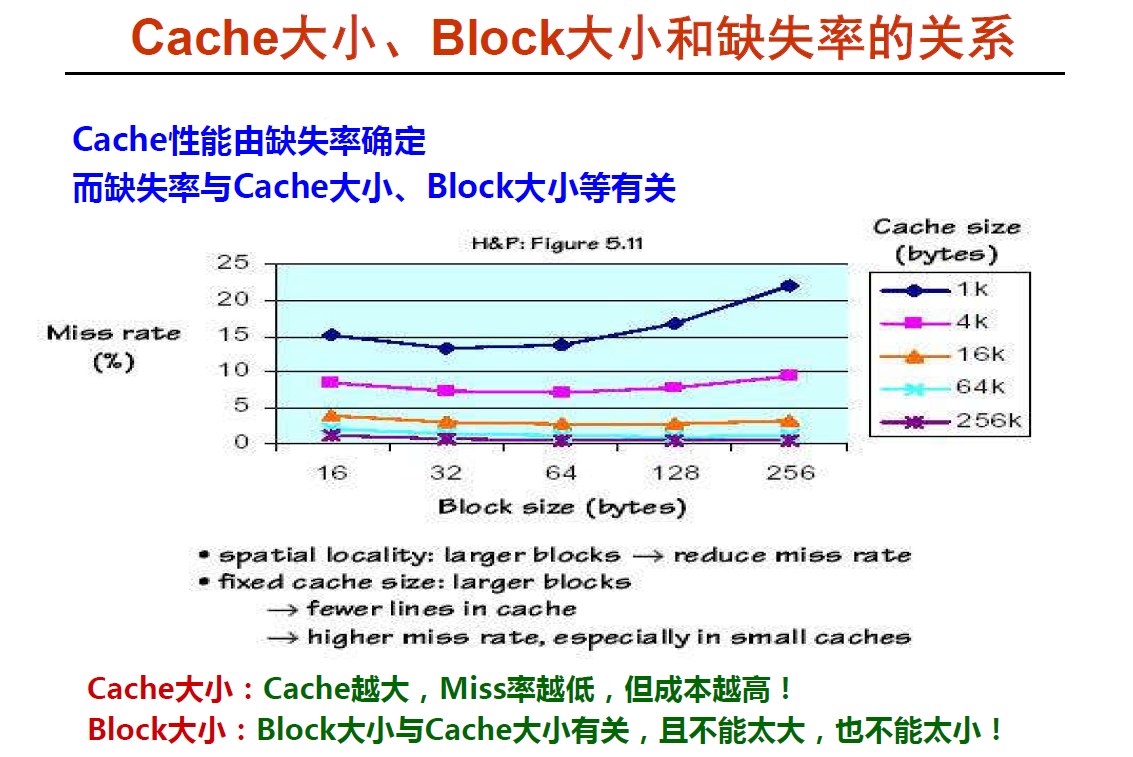 Cache大小、Block大小和缺失率的关系
Cache性能由缺失率确定
而缺失率与Cache大小、Block大小等有关
H&P: Figure 5.11
Cache size
(bytes)
25
20
15
10
5
0
Miss rate
(%)
1k
4k
16k
64k
256k
16 32 64 128 256
Block size (bytes)
• spatial locality: larger blocks → reduce miss rate
• fixed cache size: larger blocks
→ fewer lines in cache
→ higher miss rate, especially in small caches
Cache大小：Cache越大，Miss率越低，但成本越高！
Block大小：Block大小与Cache大小有关，且不能太大，也不能太小！